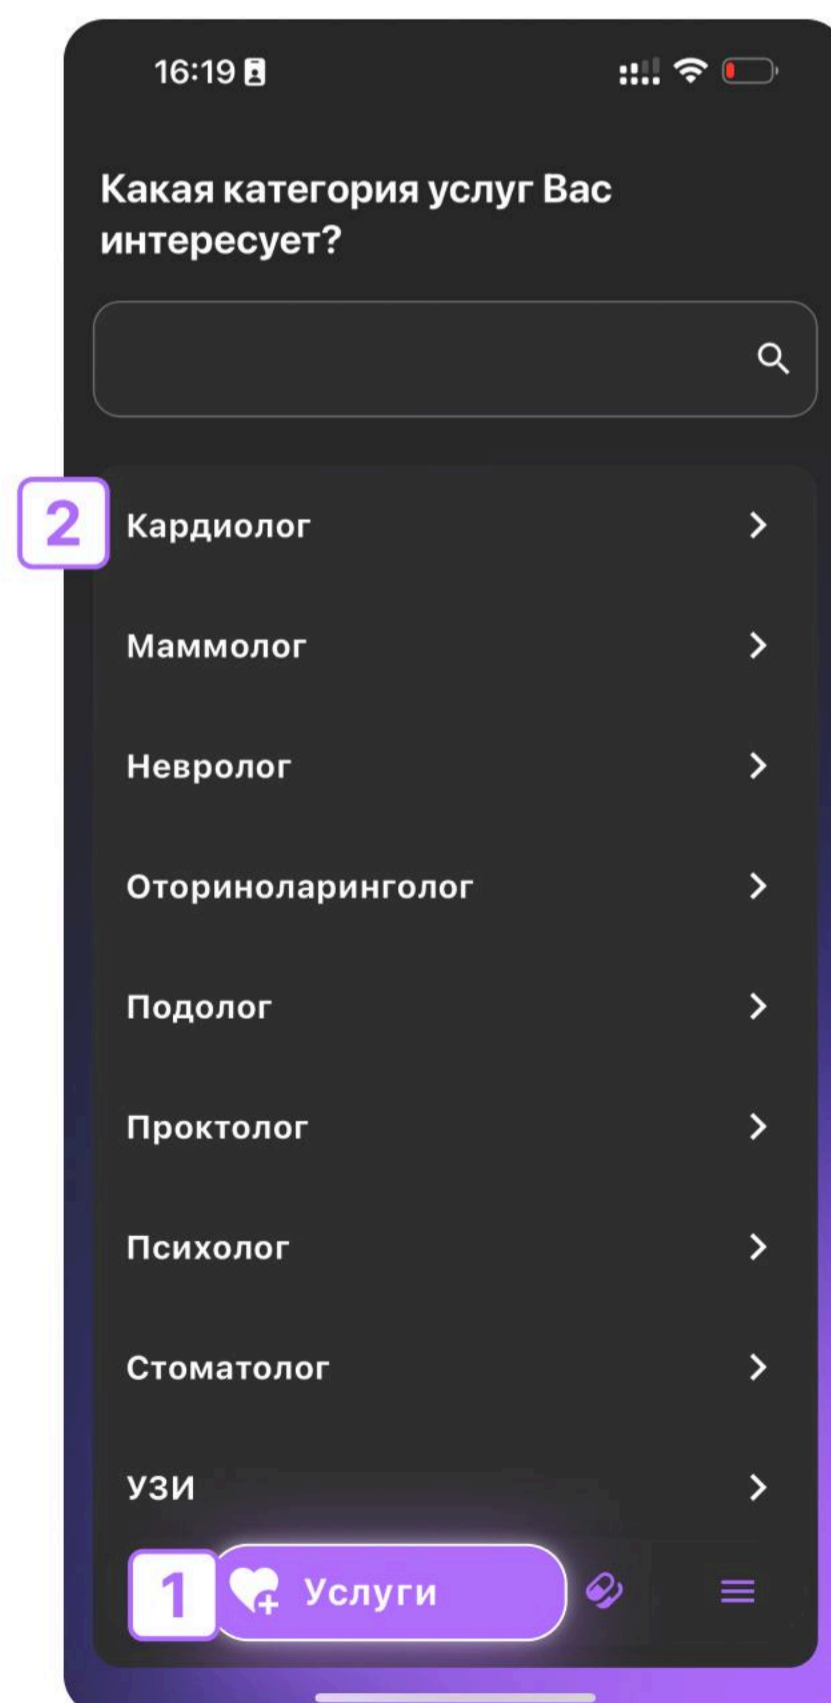 16:19
Какая категория услуг Вас
интересует?
2
Кардиолог
Маммолог
Невролог
Оториноларинголог
Подолог
Проктолог
Психолог
Стоматолог
УЗИ
1 Услуги